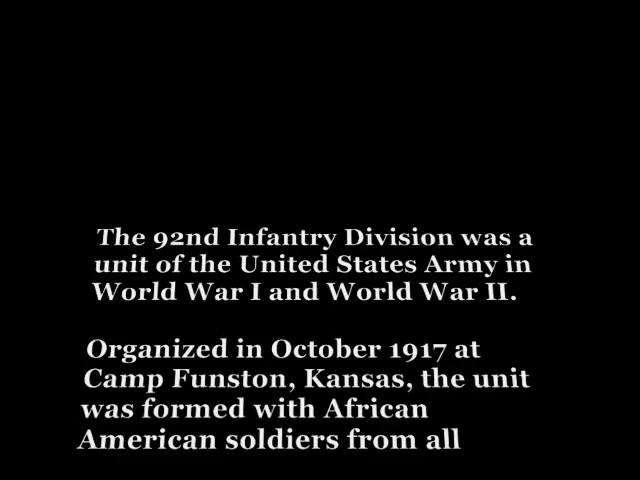 The 92nd Infantry Division was a
unit of the United States Army in
World War I and World War II.
Organized in October 1917 at
Camp Funston, Kansas, the unit
was formed with African
American soldiers from all